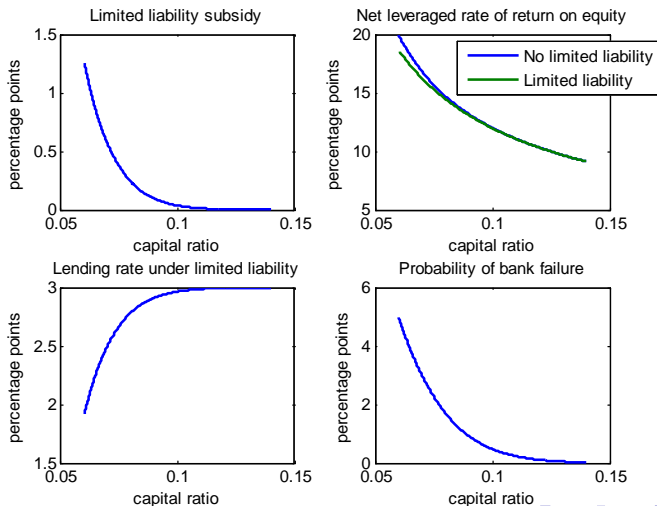 Limited liability subsidy
1.5
1
0.5
0
percentage points
0.05
0.1
0.15
capital ratio
Net leveraged rate of return on equity
20
15
10
5
percentage points
No limited liability
Limited liability
0.05
0.1
0.15
capital ratio
Lending rate under limited liability
3
2.5
2
1.5
percentage points
0.05
0.1
0.15
capital ratio
Probability of bank failure
6
4
2
0
percentage points
0.05
0.1
0.15
capital ratio